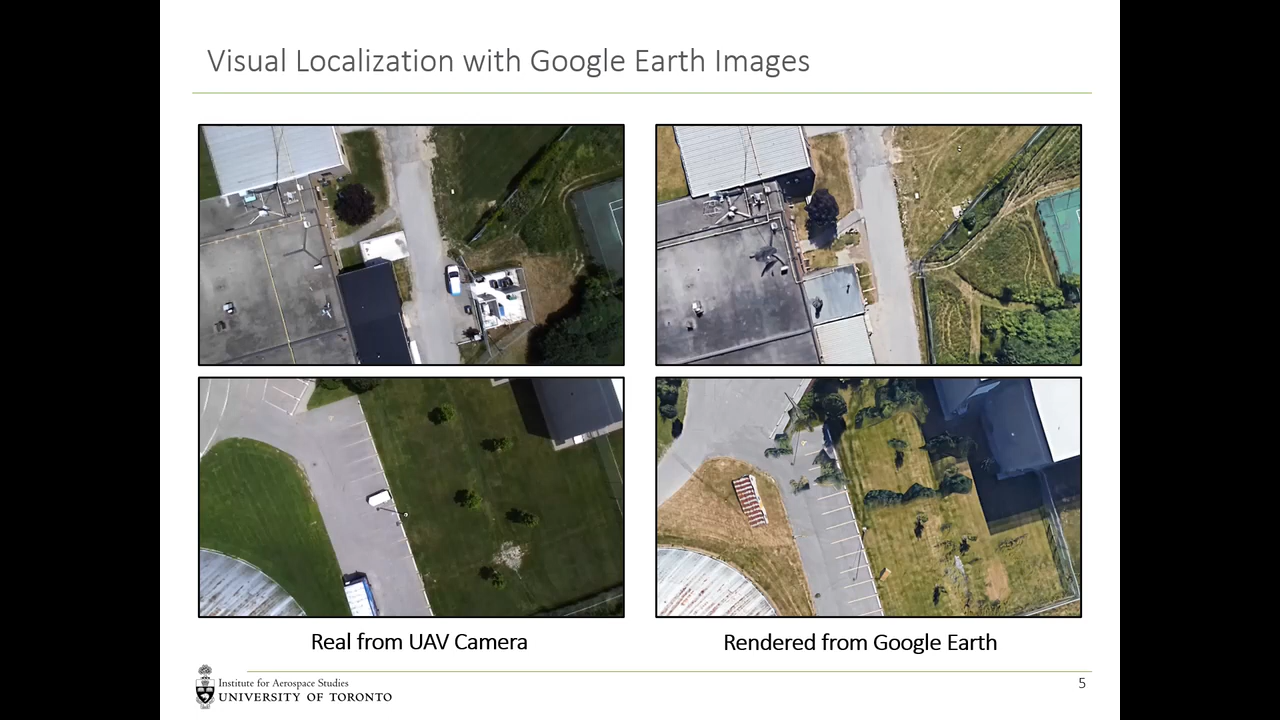 Visual Localization with Google Earth Images
Real from UAV Camera
Rendered from Google Earth
Institute for Aerospace Studies
UNIVERSITY OF TORONTO
5